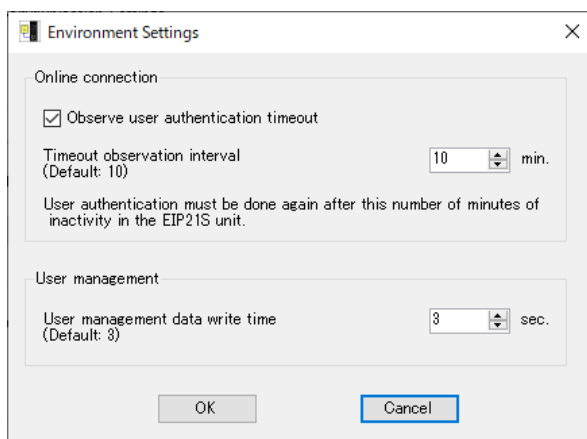 Environment Settings
Online connection
Observe user authentication timeout
Timeout observation interval
(Default: 10)
10
min.
User authentication must be done again after this number of minutes of
inactivity in the EIP21S unit.
User management
User management data write time
(Default: 3)
3
sec.
OK
Cancel